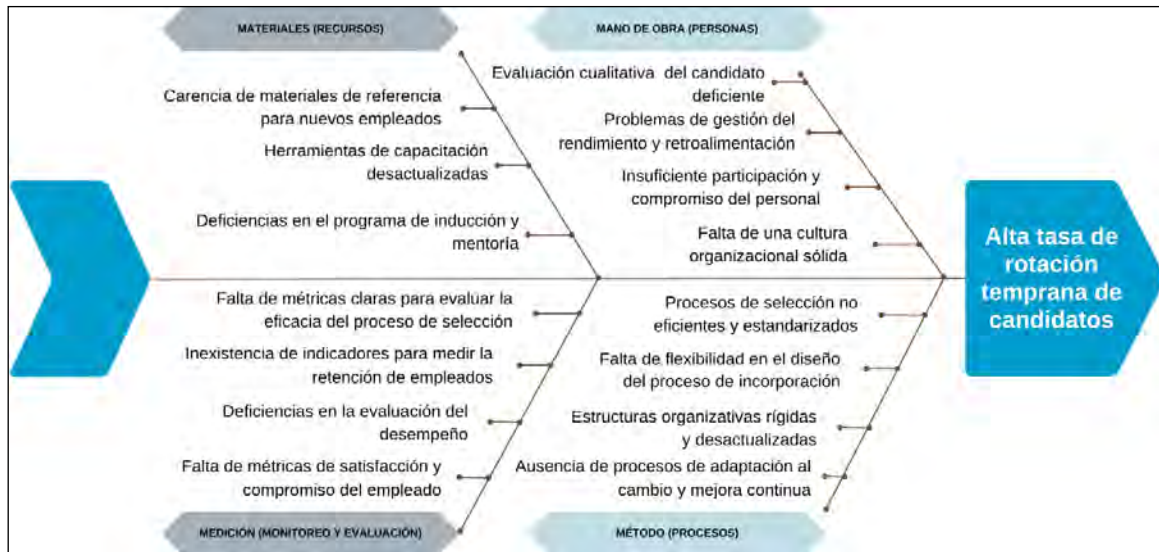 MATERIALES (RECURSOS)
Carencia de materiales de referencia
para nuevos empleados
Herramientas de capacitación
desactualizadas
Deficiencias en el programa de inducción y
mentoría
MANO DE OBRA (PERSONAS)
Evaluación cualitativa del candidato
deficiente
Problemas de gestión del
rendimiento y retroalimentación
Insuficiente participación y
compromiso del personal
Falta de una cultura
organizacional sólida
Alta tasa de
rotación
temprana de
candidatos
Falta de métricas claras para evaluar la
eficacia del proceso de selección
Inexistencia de indicadores para medir la
retención de empleados
Deficiencias en la evaluación del
desempeño
Falta de métricas de satisfacción y
compromiso del empleado
MEDICIÓN (MONITOREO Y EVALUACIÓN)
Procesos de selección no
eficientes y estandarizados
Falta de flexibilidad en el diseño
del proceso de incorporación
Estructuras organizativas rígidas
y desactualizadas
Ausencia de procesos de adaptación al
cambio y mejora continua
MÉTODO (PROCESOS)